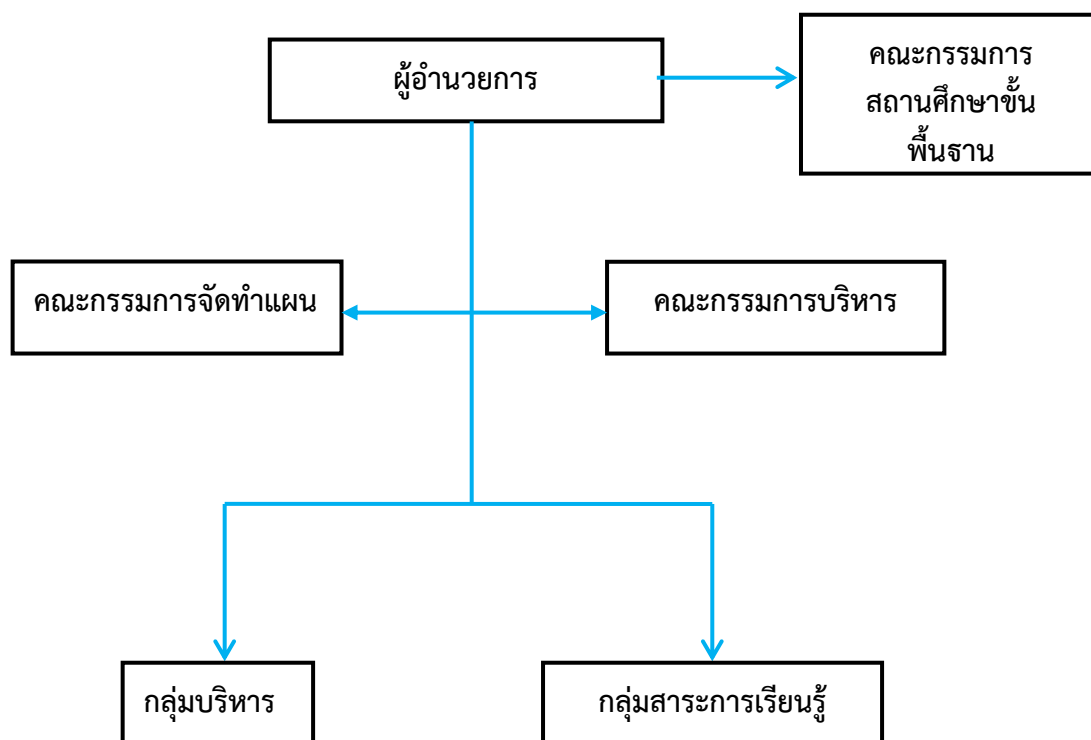 ผู้อำนวยการ
คณะกรรมการ
สถานศึกษาขั้น
พื้นฐาน
คณะกรรมการจัดทำแผน
คณะกรรมการบริหาร
กลุ่มบริหาร
กลุ่มสาระการเรียนรู้